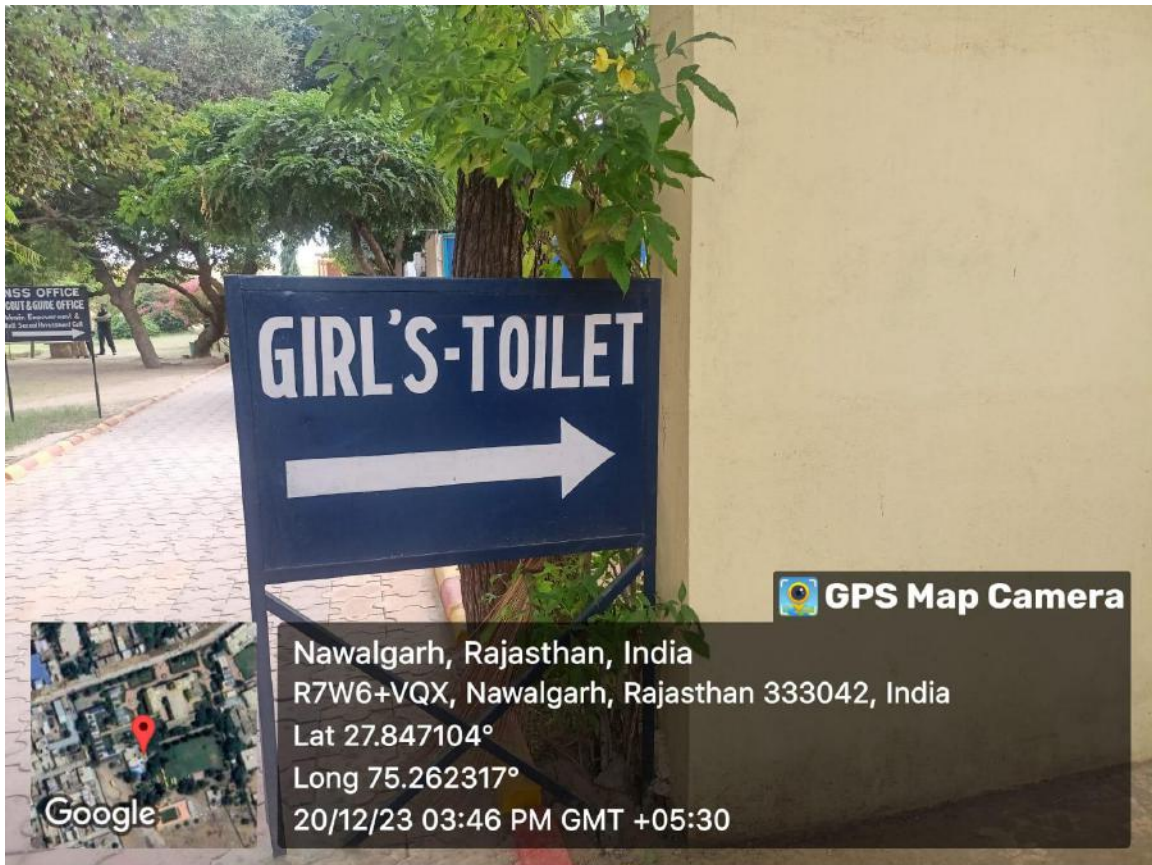 NSS OFFICE
SCOUT & GUIDE OFFICE
GIRL'S-TOILET
GPS Map Camera
Nawalgarh, Rajasthan, India
R7W6+VQX, Nawalgarh, Rajasthan 333042, India
Lat 27.847104°
Long 75.262317°
20/12/23 03:46 PM GMT +05:30
Google